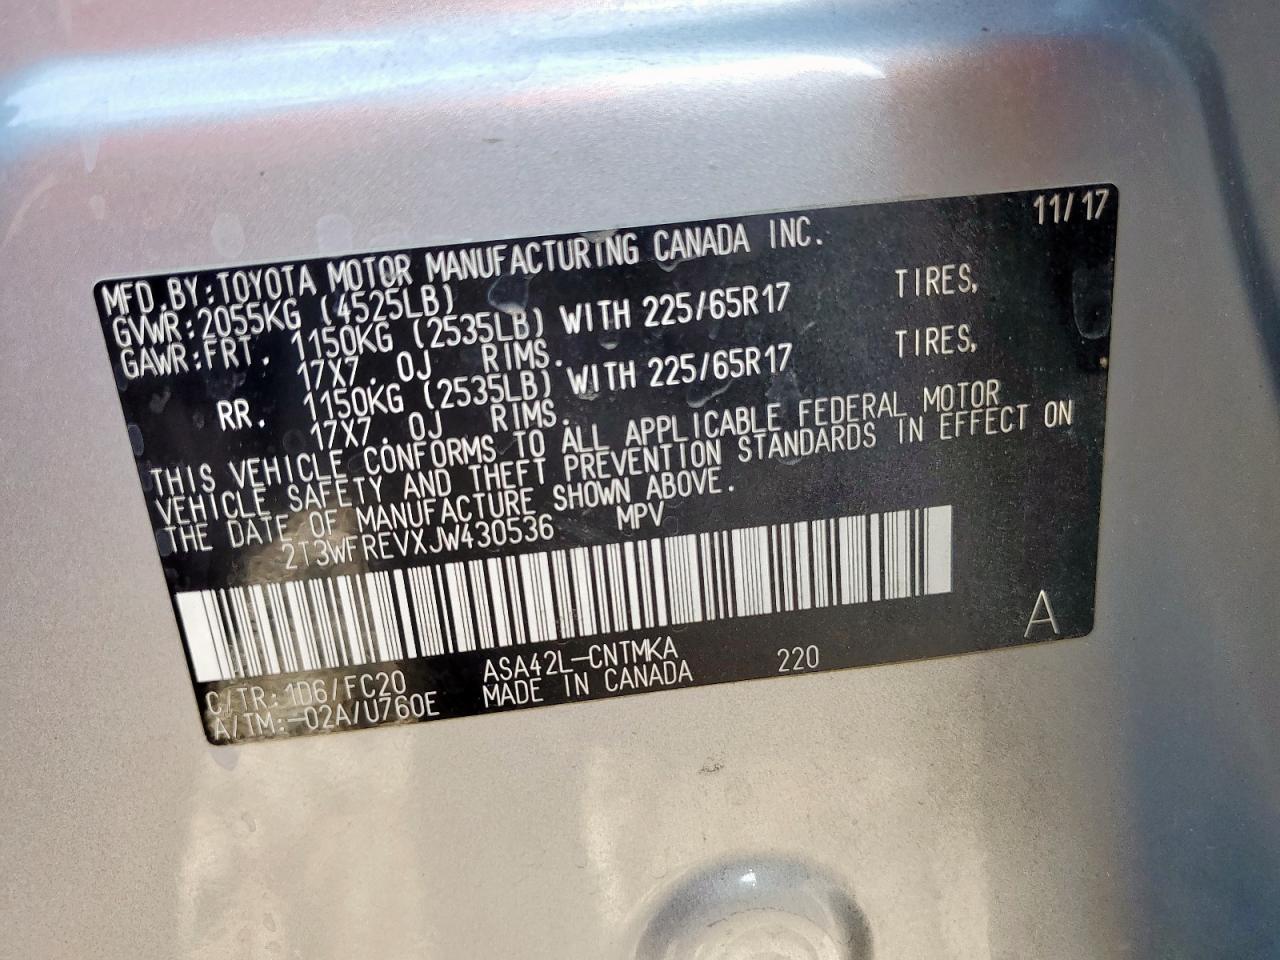 11/17
MFD.BY:TOYOTA MOTOR MANUFACTURING CANADA INC.
GVWR:2055KG (4525LB)
GAWR:FRT. 1150KG (2535LB) WITH 225/65R17 TIRES,
17X7.0J RIMS.
RR. 1150KG (2535LB) WITH 225/65R17 TIRES,
17X7.0J RIMS.
THIS VEHICLE CONFORMS TO ALL APPLICABLE FEDERAL MOTOR
VEHICLE SAFETY AND THEFT PREVENTION STANDARDS IN EFFECT ON
THE DATE OF MANUFACTURE SHOWN ABOVE.
2T3WFREVXJW430536 MPV
C/TR:1D6/FC20 ASA42L-CNTMKA 220 A
A/TM:-02A/U760E MADE IN CANADA